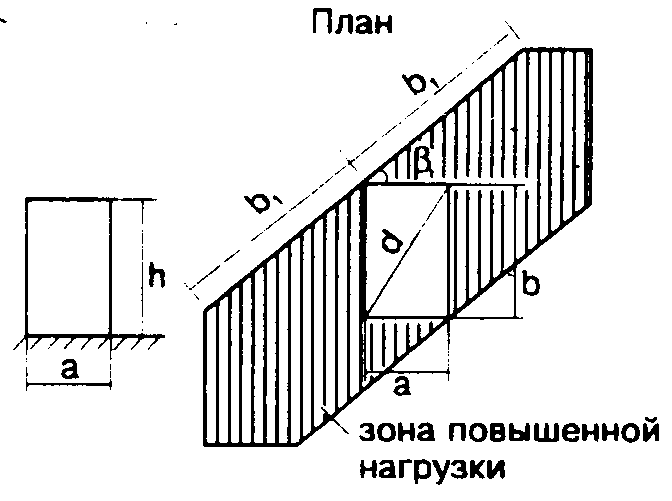 План
b₁
β
b₁
d
h
b
a
a
зона повышенной
нагрузки